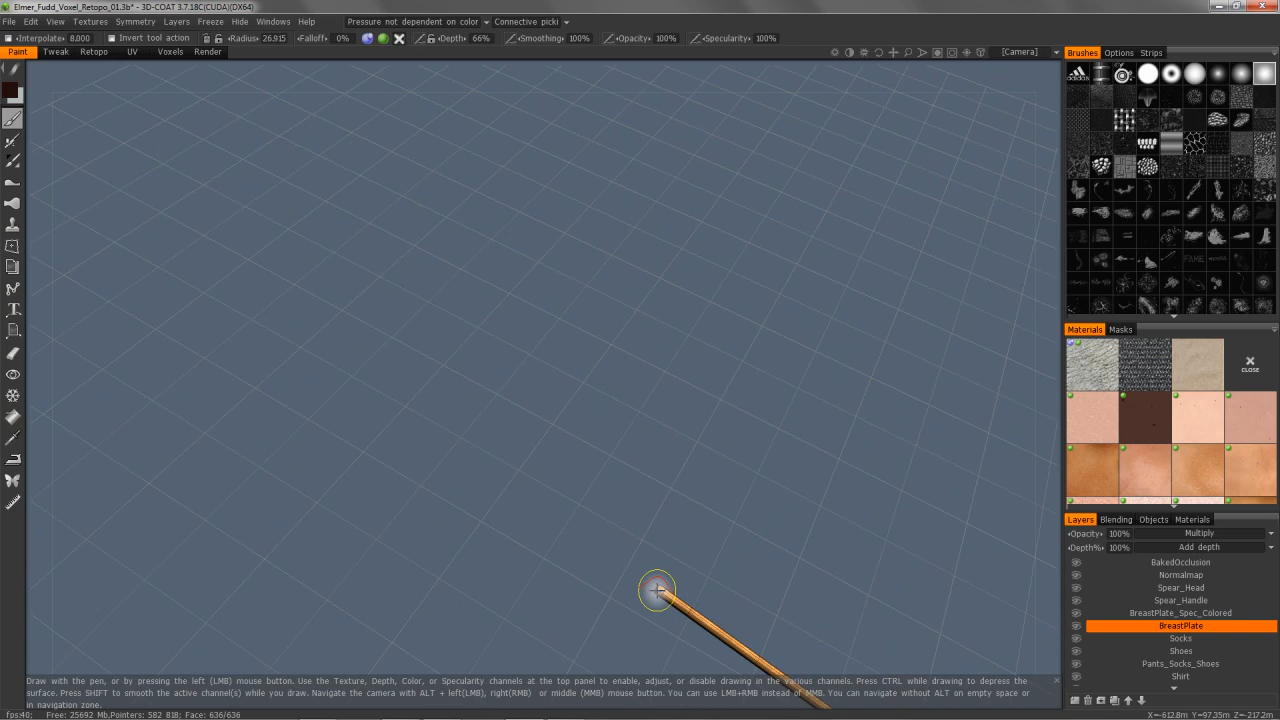 Elmer_Fudd_Voxel_Retopo_01.3b* - 3D-COAT 3.7.18C(CUDA)(DX64)
File Edit View Textures Symmetry Layers Freeze Hide Windows Help Pressure not dependent on color Connective picki
Interpolate 8.000 Invert tool action Radius 26.915 Falloff 0% Depth 66% Smoothing 100% Opacity 100% Specularity 100%
Paint Tweak Retopo UV Voxels Render [Camera] Brushes Options Strips
adidas
FAME
Materials Masks
CLOSE
Layers Blending Objects Materials
Opacity 100% Multiply
Depth% 100% Add depth
BakedOcclusion
Normalmap
Spear_Head
Spear_Handle
BreastPlate_Spec_Colored
BreastPlate
Socks
Shoes
Pants_Socks_Shoes
Shirt
Draw with the pen, or by pressing the left (LMB) mouse button. Use the Texture, Depth, Color, or Specularity channels at the top panel to enable, adjust, or disable drawing in the various channels. Press CTRL while drawing to depress the
surface. Press SHIFT to smooth the active channel(s) while you draw. Navigate the camera with ALT + left(LMB), right(RMB) or middle (MMB) mouse button. You can use LMB+RMB instead of MMB. You can navigate without ALT on empty space or
in navigation zone.
fps:40; Free: 25692 Mb,Pointers: 582 818; Face: 636/636 X=-612.8m Y=97.35m Z=-217.2m